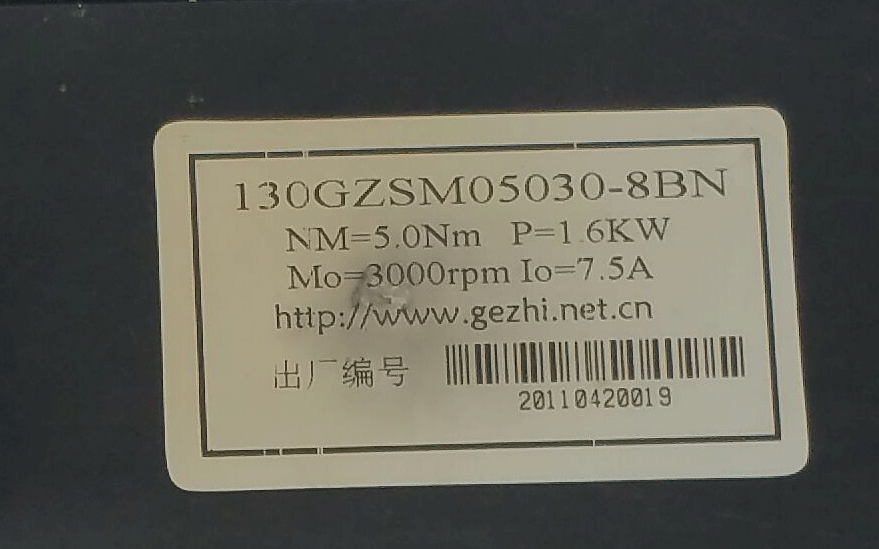 130GZSM05030-8BN
NM=5.0Nm P=1.6KW
Mo=3000rpm Io=7.5A
http://www.gezhi.net.cn
出厂编号
20110420019